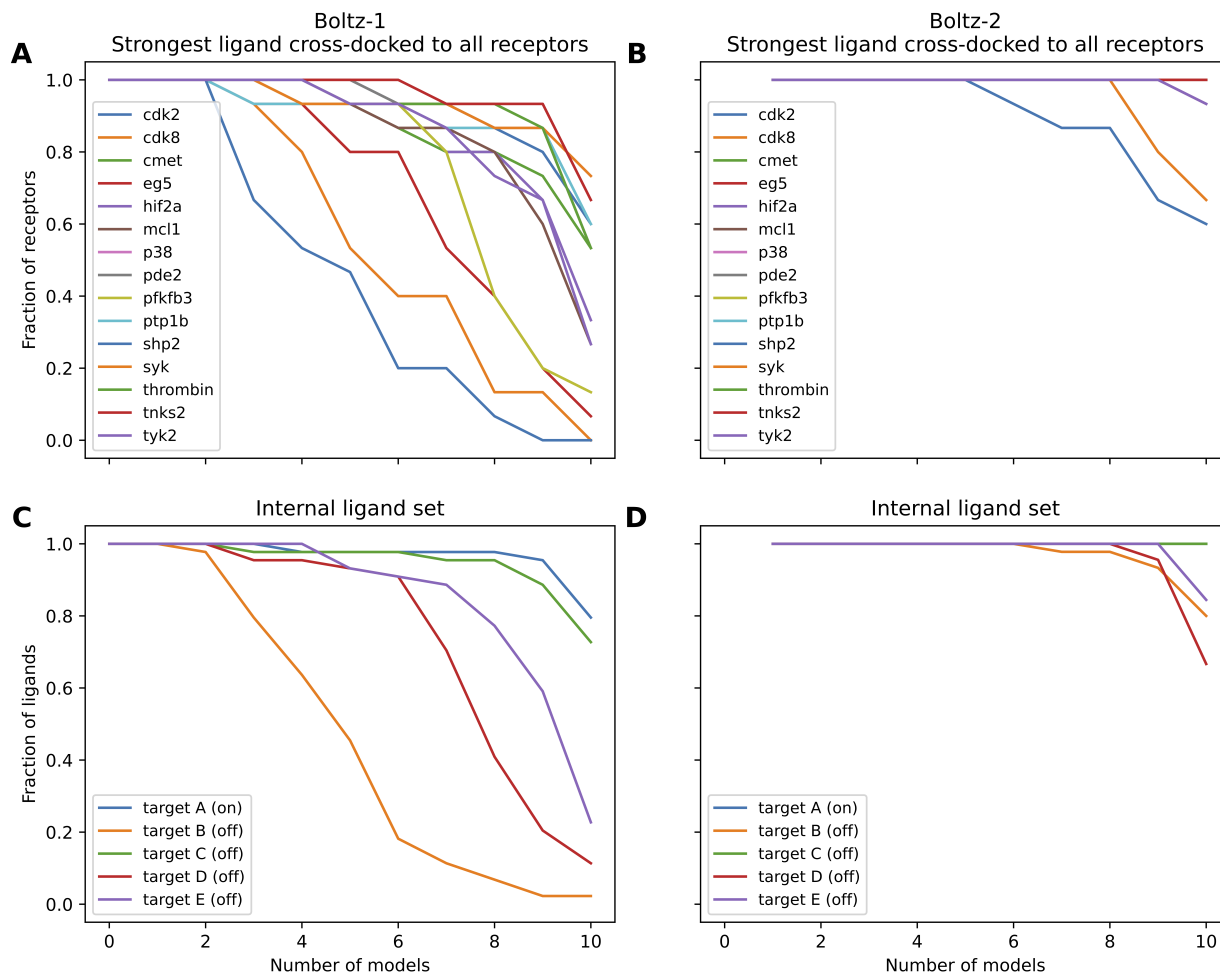 Boltz-1
Strongest ligand cross-docked to all receptors
A
1.0
0.8
0.6
0.4
0.2
0.0
Fraction of receptors
cdk2
cdk8
cmet
eg5
hif2a
mcl1
p38
pde2
pfkfb3
ptp1b
shp2
syk
thrombin
tnks2
tyk2
Boltz-2
Strongest ligand cross-docked to all receptors
B
cdk2
cdk8
cmet
eg5
hif2a
mcl1
p38
pde2
pfkfb3
ptp1b
shp2
syk
thrombin
tnks2
tyk2
Internal ligand set
C
1.0
0.8
0.6
0.4
0.2
0.0
Fraction of ligands
target A (on)
target B (off)
target C (off)
target D (off)
target E (off)
0 2 4 6 8 10
Number of models
Internal ligand set
D
target A (on)
target B (off)
target C (off)
target D (off)
target E (off)
0 2 4 6 8 10
Number of models